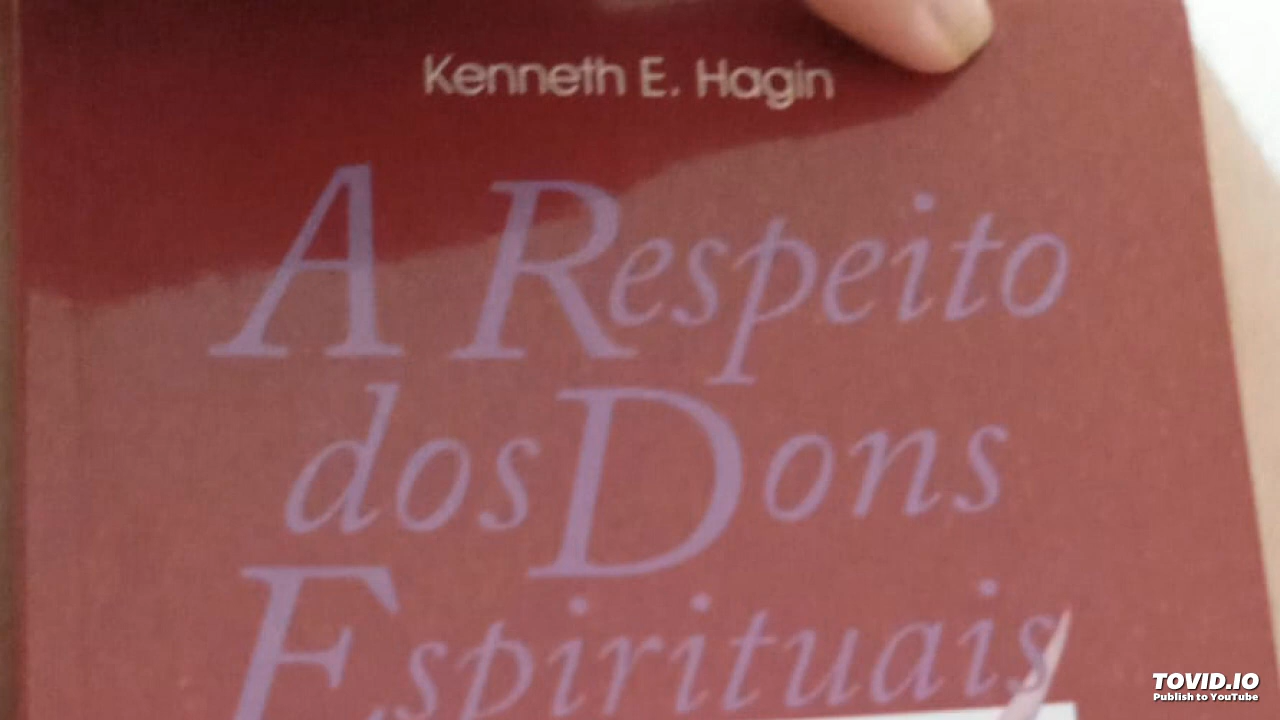 Kenneth E. Hagin
A Respeito
dos Dons
Espirituais
TOVID.IO
Publish to YouTube